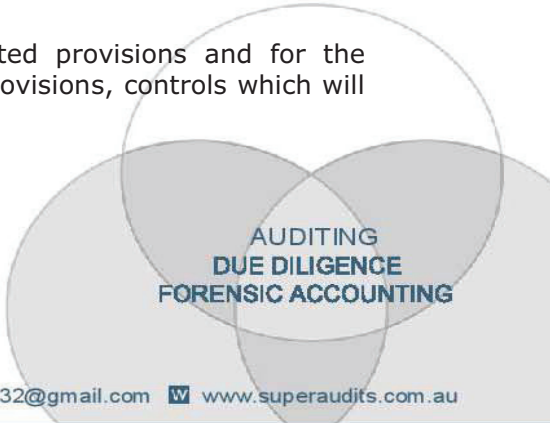 ted provisions and for the
ovisions, controls which will
AUDITING
DUE DILIGENCE
FORENSIC ACCOUNTING
32@gmail.com W www.superaudits.com.au